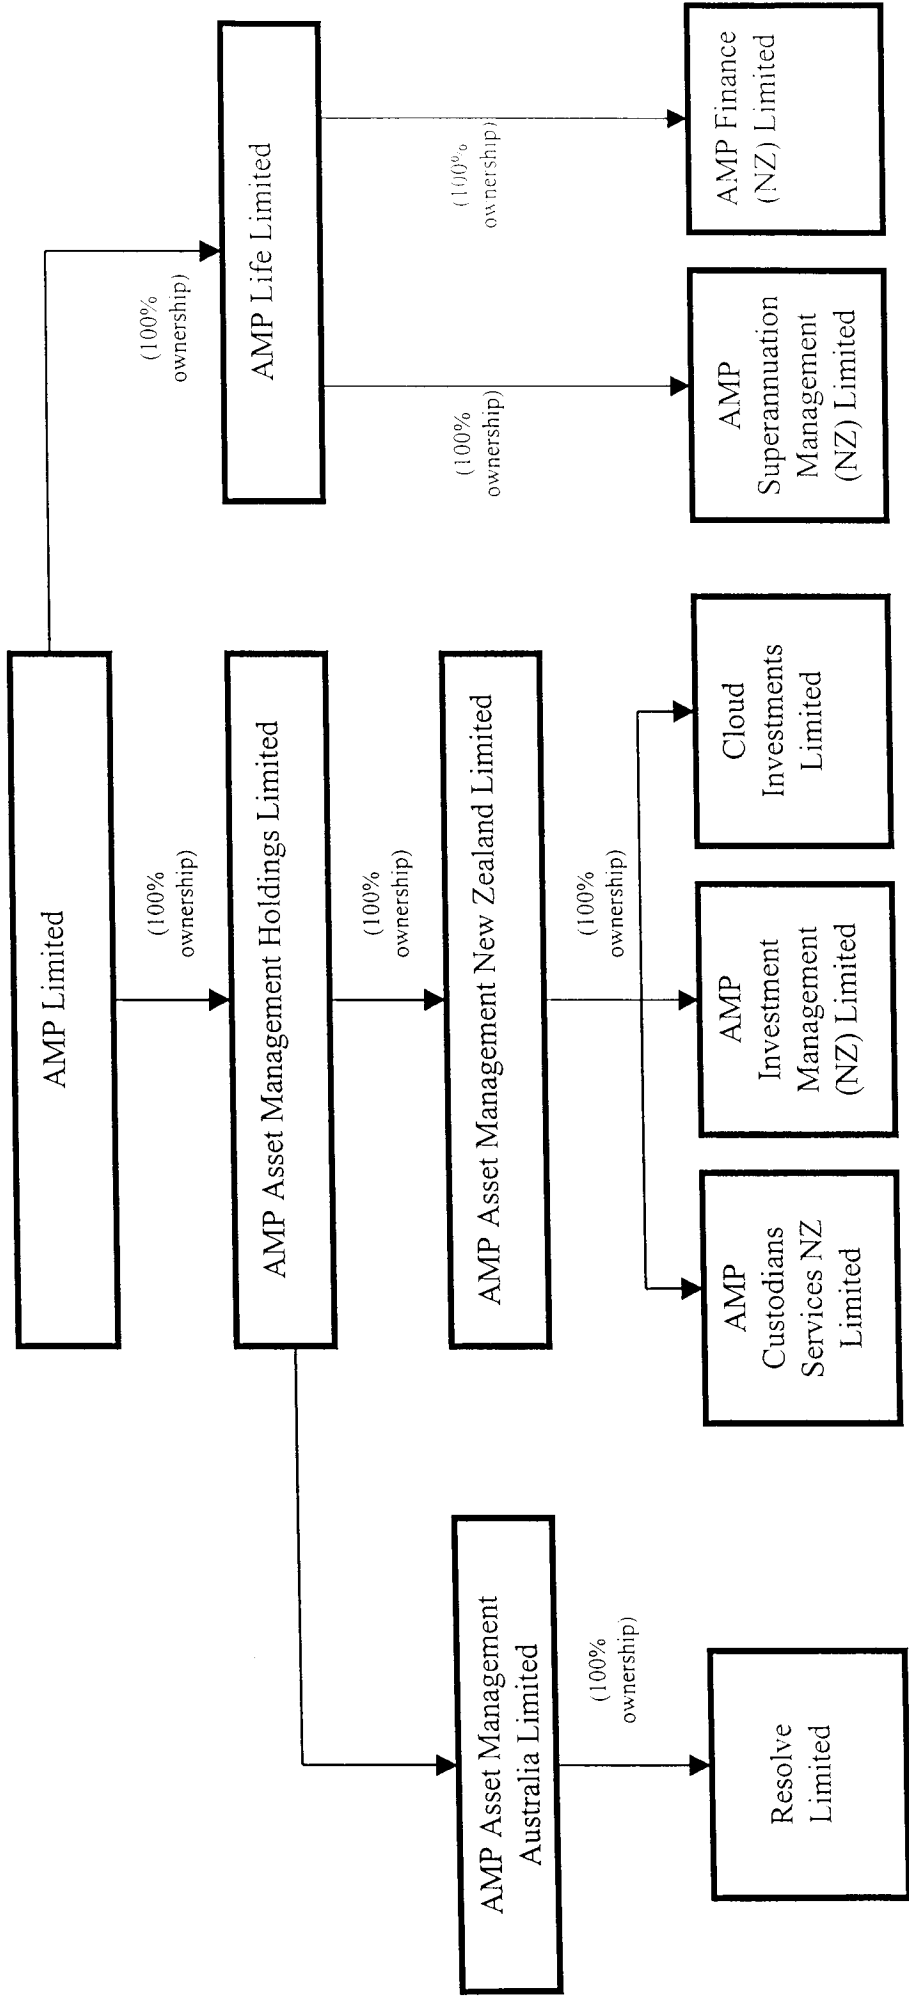 AMP Limited
(100%
ownership)
(100%
ownership)
AMP Asset Management Holdings Limited
AMP Life Limited
(100%
ownership)
(100%
ownership)
(100%
ownership)
AMP Asset Management
Australia Limited
AMP Asset Management New Zealand Limited
(100%
ownership)
(100%
ownership)
Resolve
Limited
AMP
Custodians
Services NZ
Limited
AMP
Investment
Management
(NZ) Limited
Cloud
Investments
Limited
AMP
Superannuation
Management
(NZ) Limited
AMP Finance
(NZ) Limited